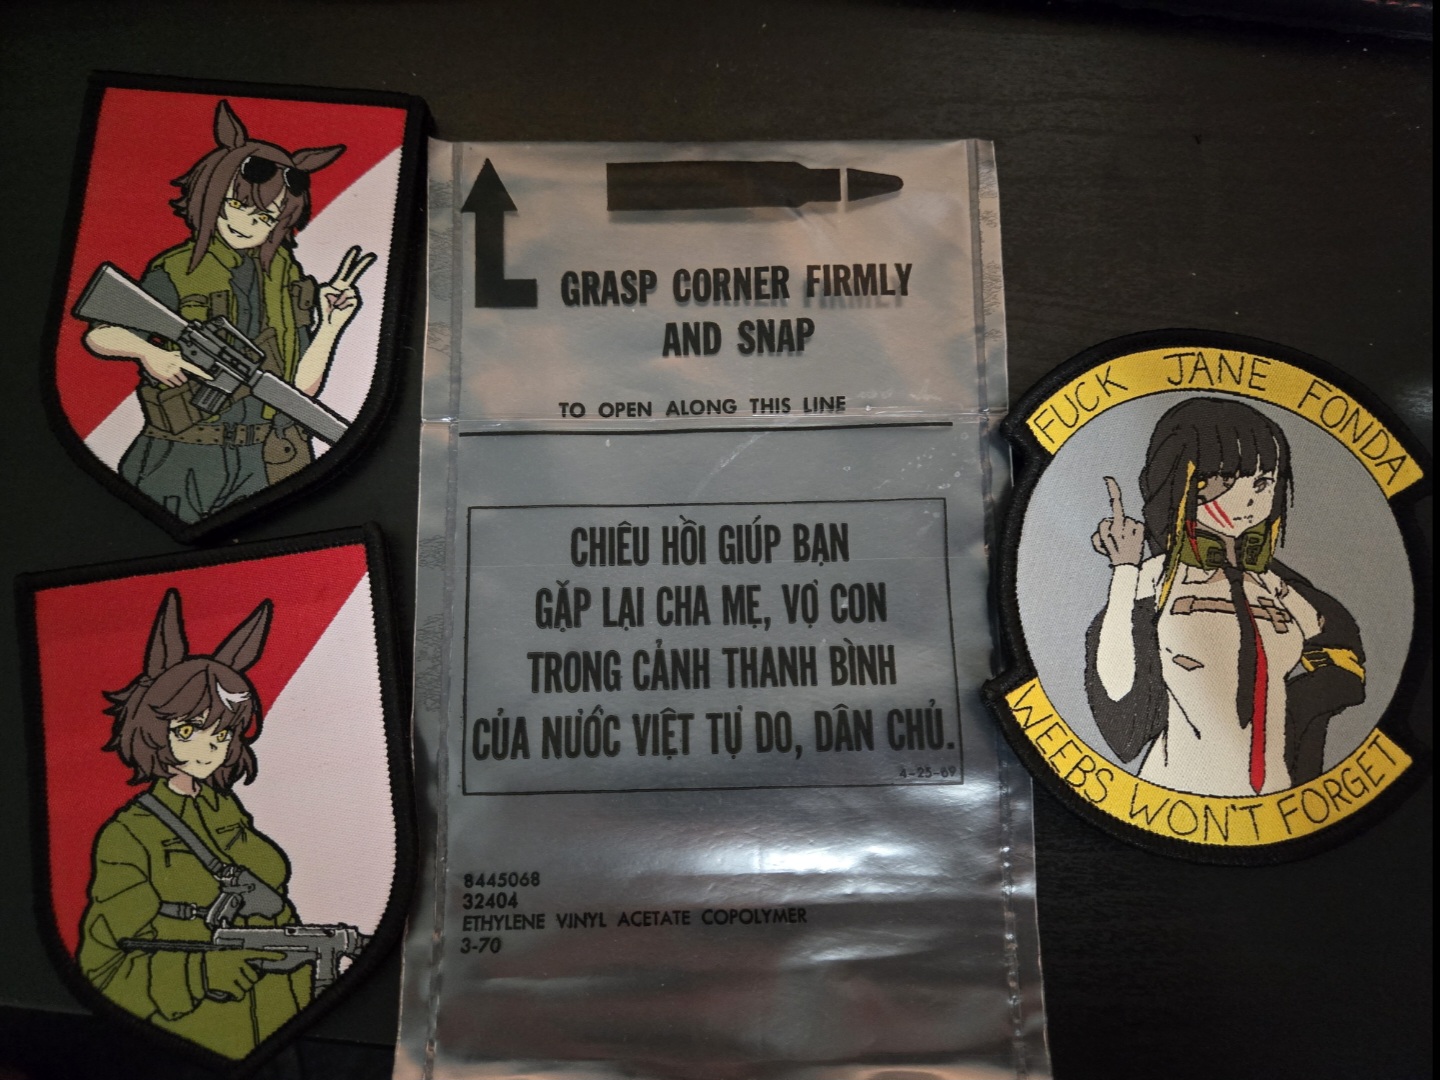 GRASP CORNER FIRMLY
AND SNAP
TO OPEN ALONG THIS LINE
CHIÊU HỒI GIÚP BẠN
GẶP LẠI CHA MẸ, VỢ CON
TRONG CẢNH THANH BÌNH
CỦA NƯỚC VIỆT TỰ DO, DÂN CHỦ.
4-25-69
8445068
32404
ETHYLENE VINYL ACETATE COPOLYMER
3-70
FUCK JANE FONDA
WEEBS WON'T FORGET